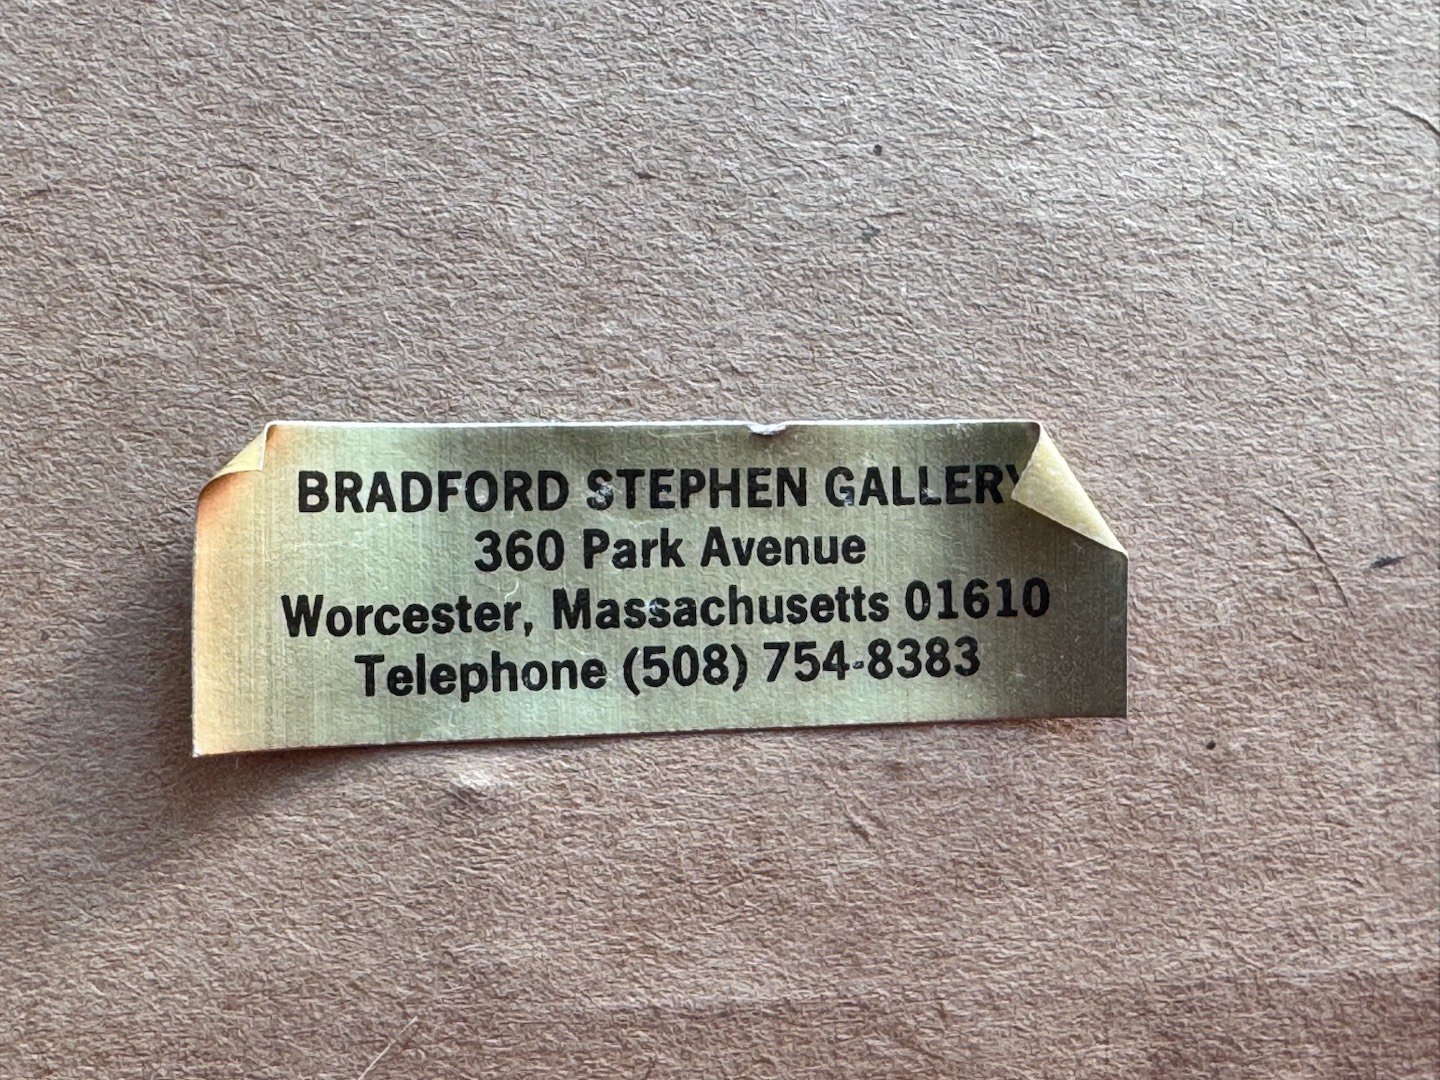 BRADFORD STEPHEN GALLERY
360 Park Avenue
Worcester, Massachusetts 01610
Telephone (508) 754-8383